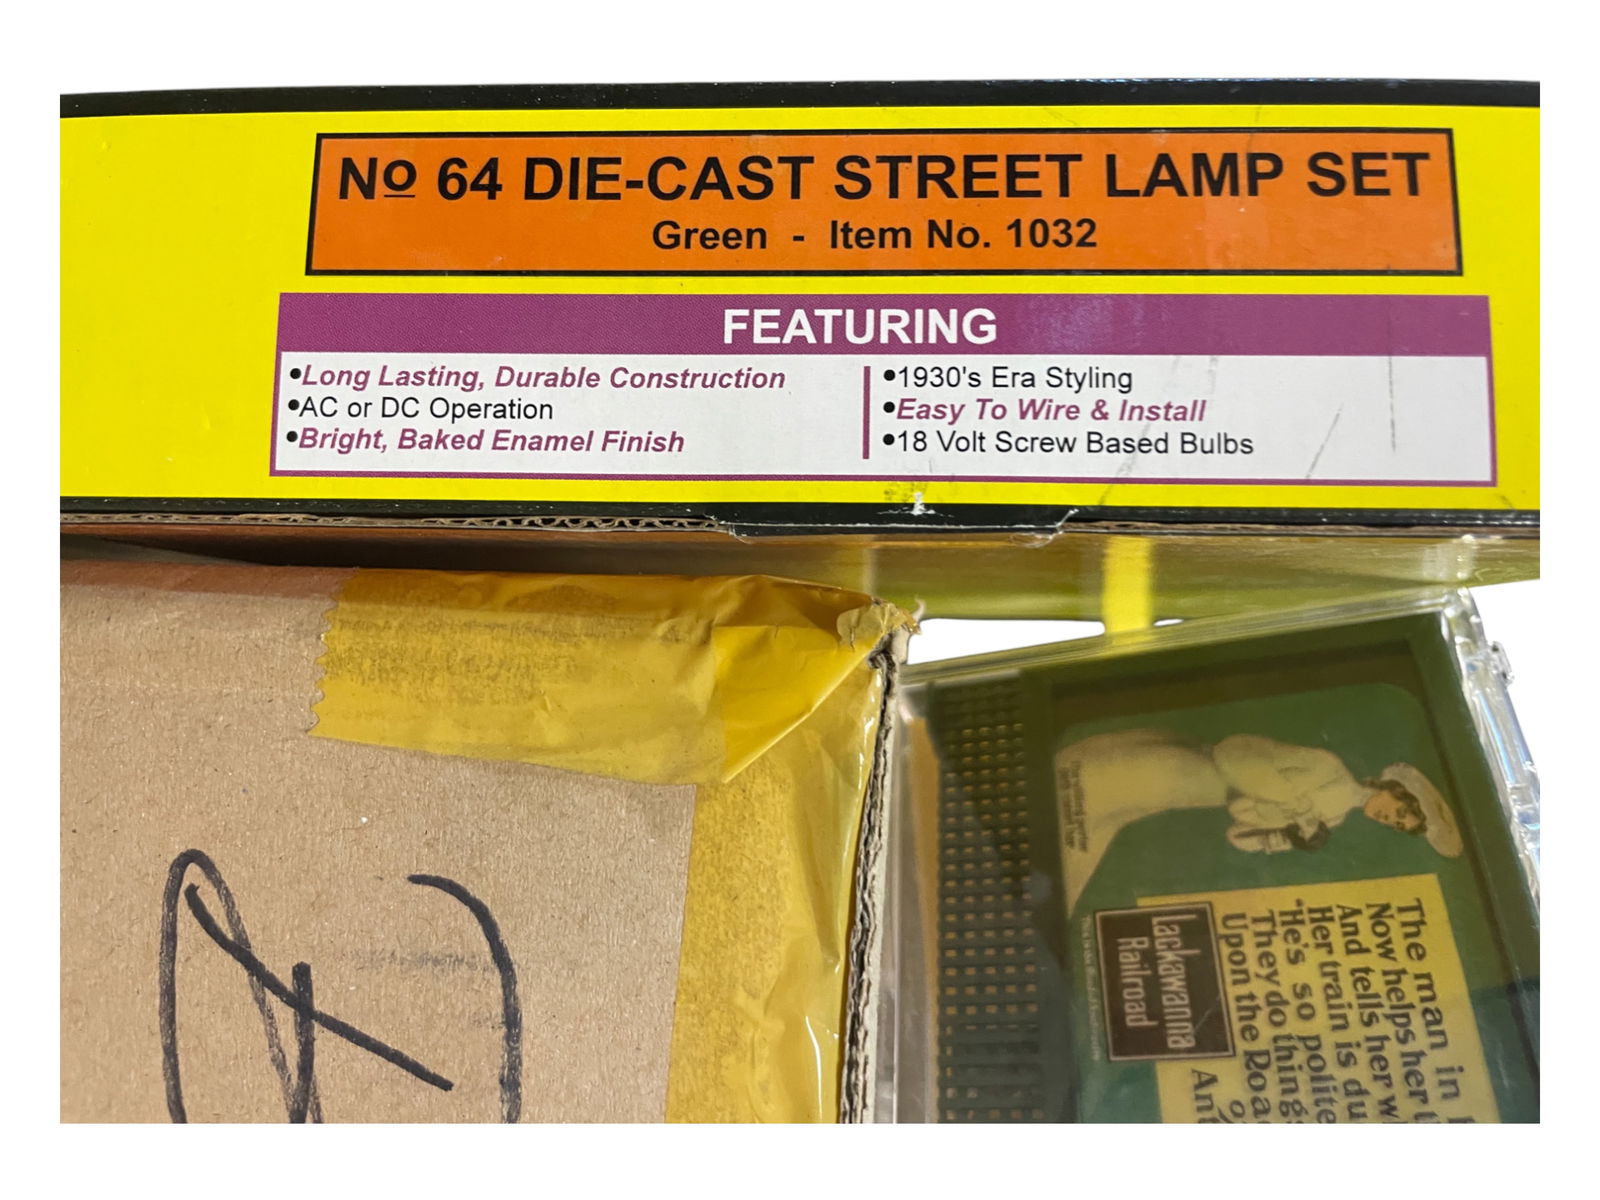 No 64 DIE-CAST STREET LAMP SET
Green - Item No. 1032
FEATURING
•Long Lasting, Durable Construction
•AC or DC Operation
•Bright, Baked Enamel Finish
•1930's Era Styling
•Easy To Wire & Install
•18 Volt Screw Based Bulbs
The man in
Now helps her
And tells her w
Her train is du
"He's so polite
They do things
Upon the Road
Lackawanna
Railroad